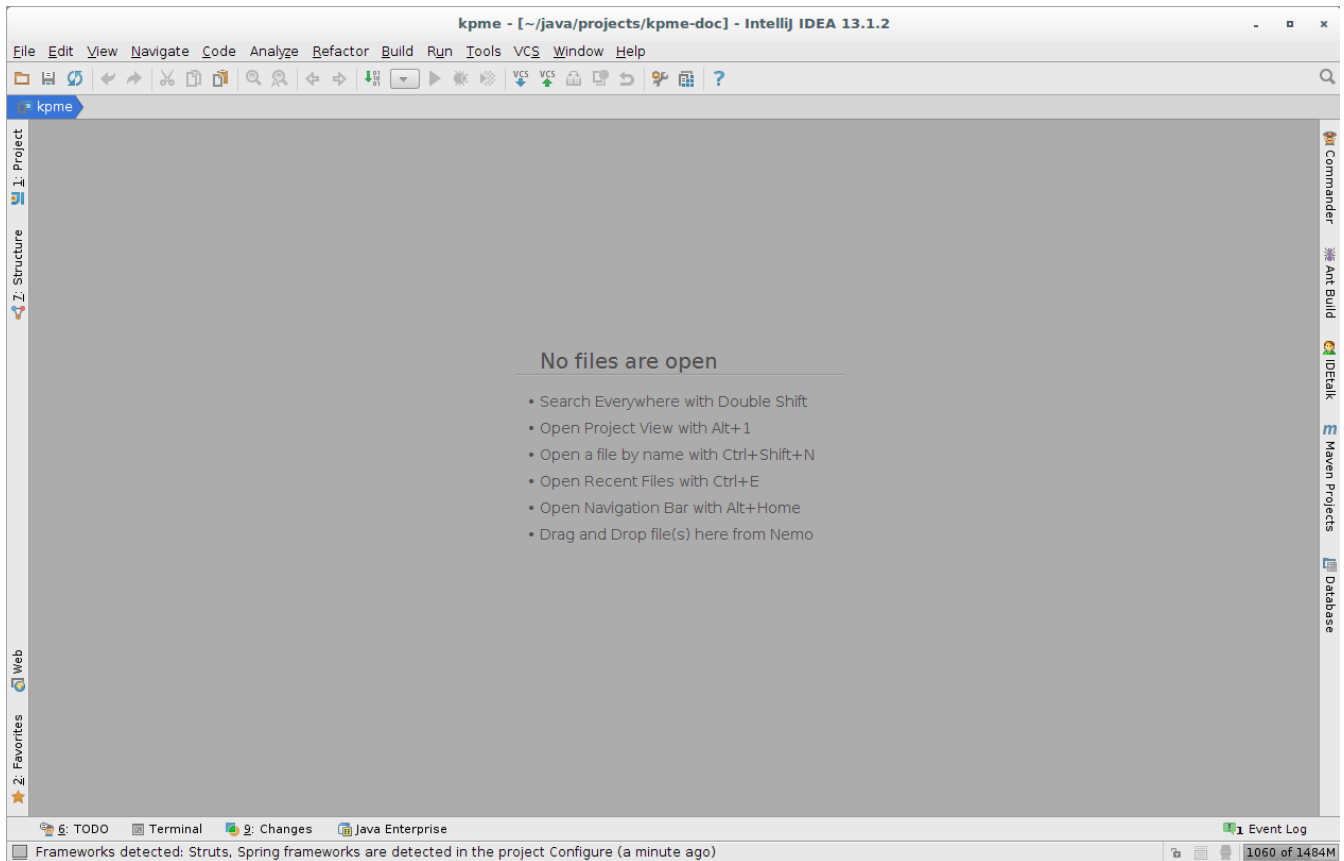 kpme - [~/java/projects/kpme-doc] - IntelliJ IDEA 13.1.2
File Edit View Navigate Code Analyze Refactor Build Run Tools VCS Window Help
VCS VCS ?
kpme
1: Project
7: Structure
Web
2: Favorites
No files are open
• Search Everywhere with Double Shift
• Open Project View with Alt+1
• Open a file by name with Ctrl+Shift+N
• Open Recent Files with Ctrl+E
• Open Navigation Bar with Alt+Home
• Drag and Drop file(s) here from Nemo
Commander
Ant Build
IDEtalk
m Maven Projects
Database
6: TODO Terminal 9: Changes Java Enterprise 1 Event Log
Frameworks detected: Struts, Spring frameworks are detected in the project Configure (a minute ago) 1060 of 1484M